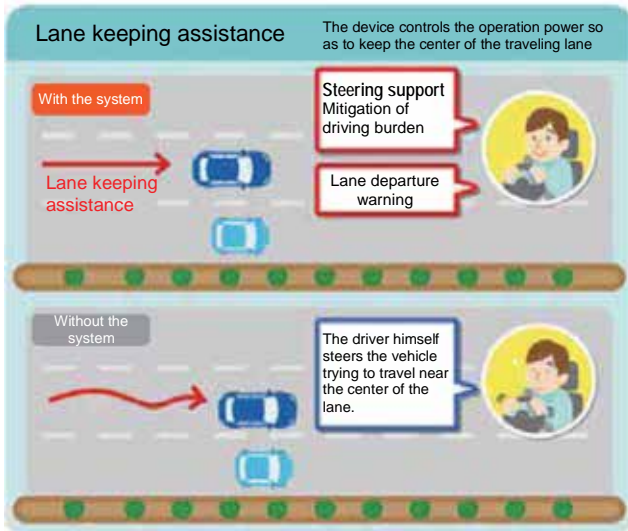 Lane keeping assistance
The device controls the operation power so
as to keep the center of the traveling lane
With the system
Steering support
Mitigation of
driving burden
Lane keeping
assistance
Lane departure
warning
Without the
system
The driver himself
steers the vehicle
trying to travel near
the center of the
lane.